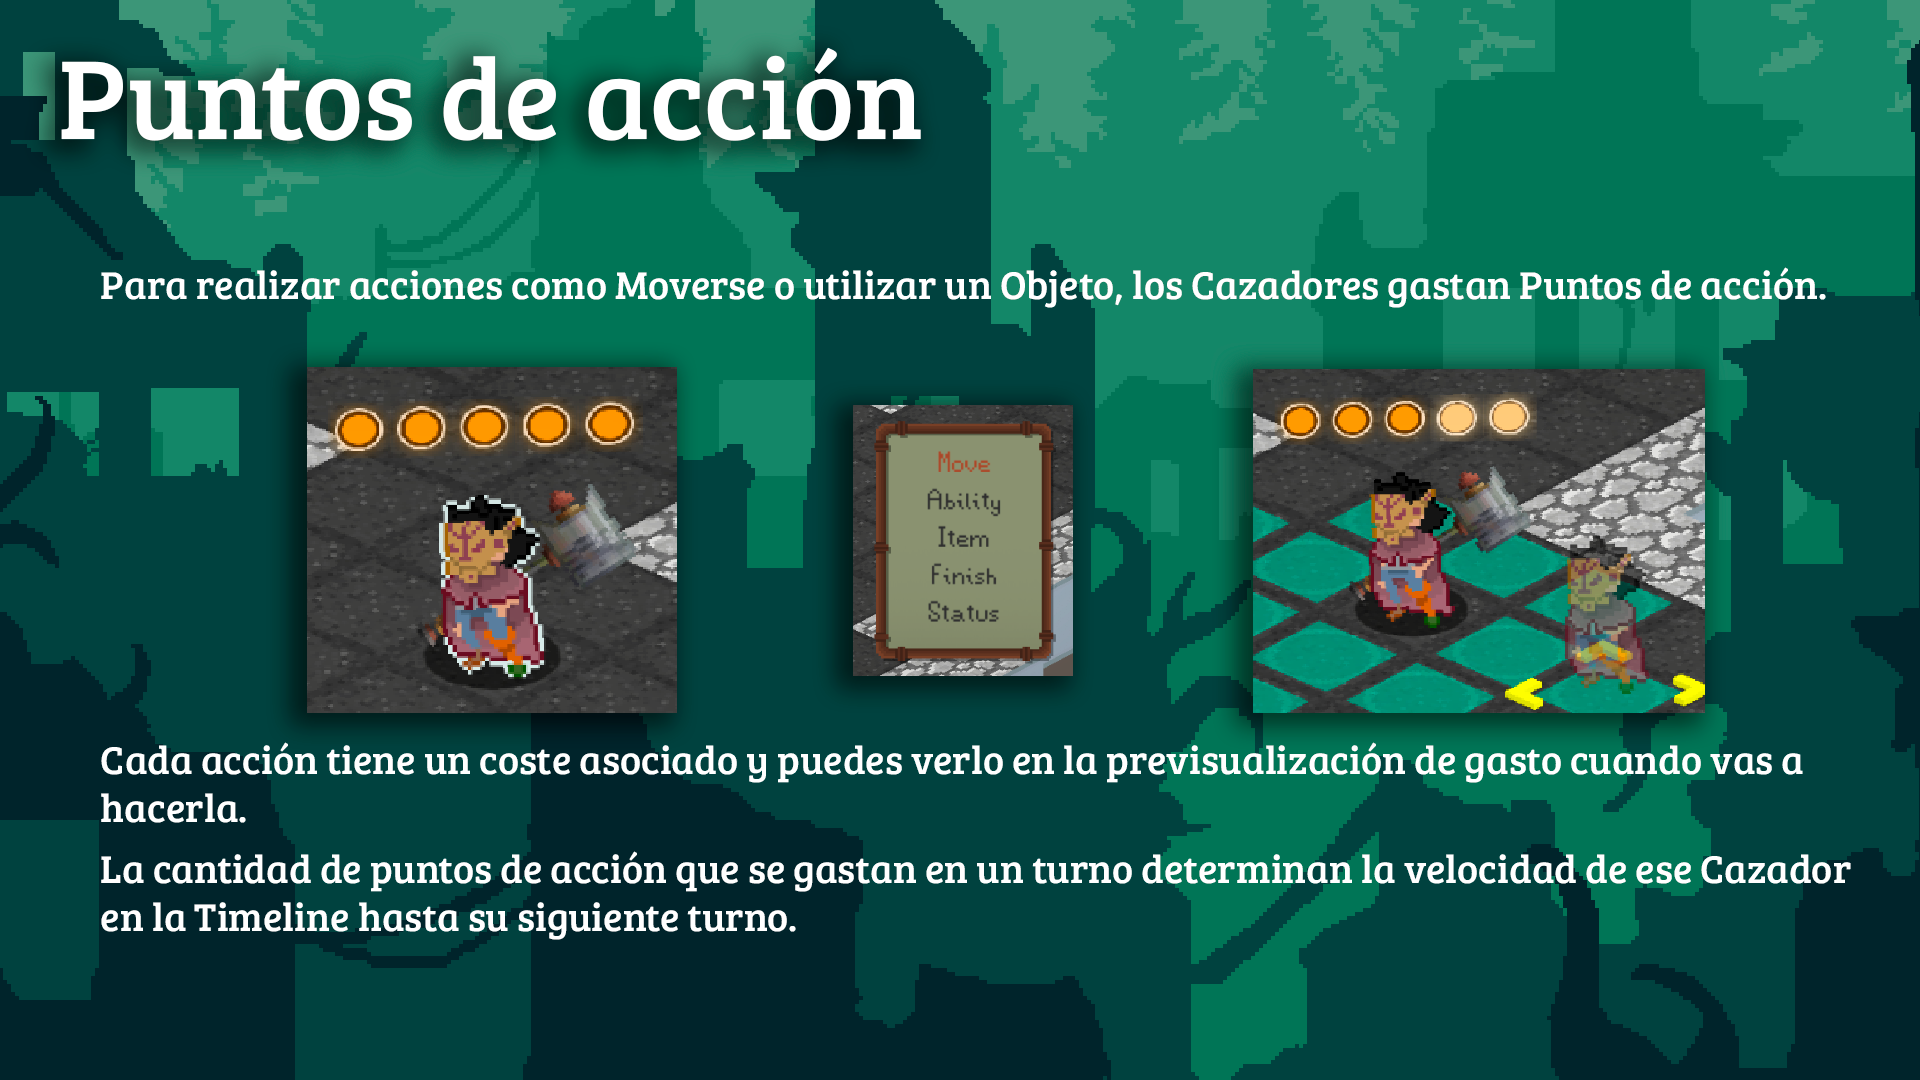 Puntos de acción
Para realizar acciones como Moverse o utilizar un Objeto, los Cazadores gastan Puntos de acción.
Move
Ability
Item
Finish
Status
Cada acción tiene un coste asociado y puedes verlo en la previsualización de gasto cuando vas a
hacerla.
La cantidad de puntos de acción que se gastan en un turno determinan la velocidad de ese Cazador
en la Timeline hasta su siguiente turno.